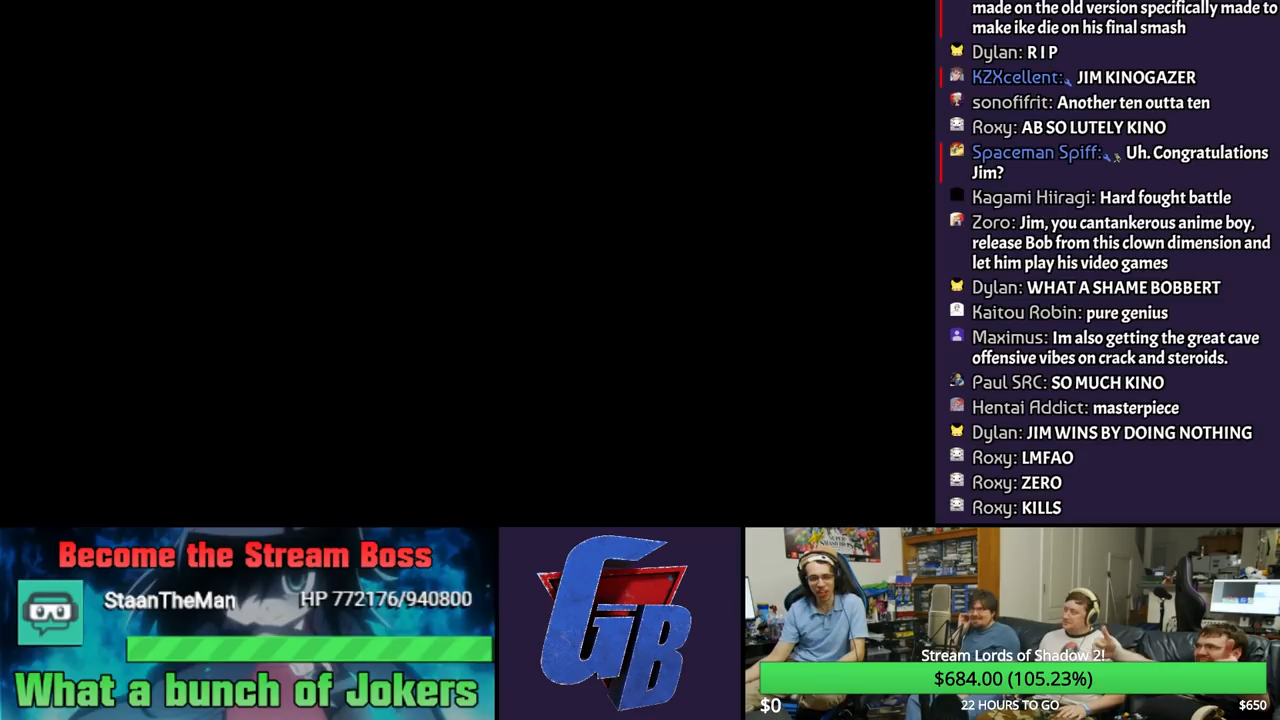 made on the old version specifically made to
make ike die on his final smash
Dylan: R I P
KZXcellent: JIM KINOGAZER
sonofifrit: Another ten outta ten
Roxy: AB SO LUTELY KINO
Spaceman Spiff: Uh. Congratulations
Jim?
Kagami Hiiragi: Hard fought battle
Zoro: Jim, you cantankerous anime boy,
release Bob from this clown dimension and
let him play his video games
Dylan: WHAT A SHAME BOBBERT
Kaitou Robin: pure genius
Maximus: Im also getting the great cave
offensive vibes on crack and steroids.
Paul SRC: SO MUCH KINO
Hentai Addict: masterpiece
Dylan: JIM WINS BY DOING NOTHING
Roxy: LMFAO
Roxy: ZERO
Roxy: KILLS
Become the Stream Boss
StaanTheMan HP 772176/940800
What a bunch of Jokers
GB
Stream Lords of Shadow 2!
$684.00 (105.23%)
$0 22 HOURS TO GO $650